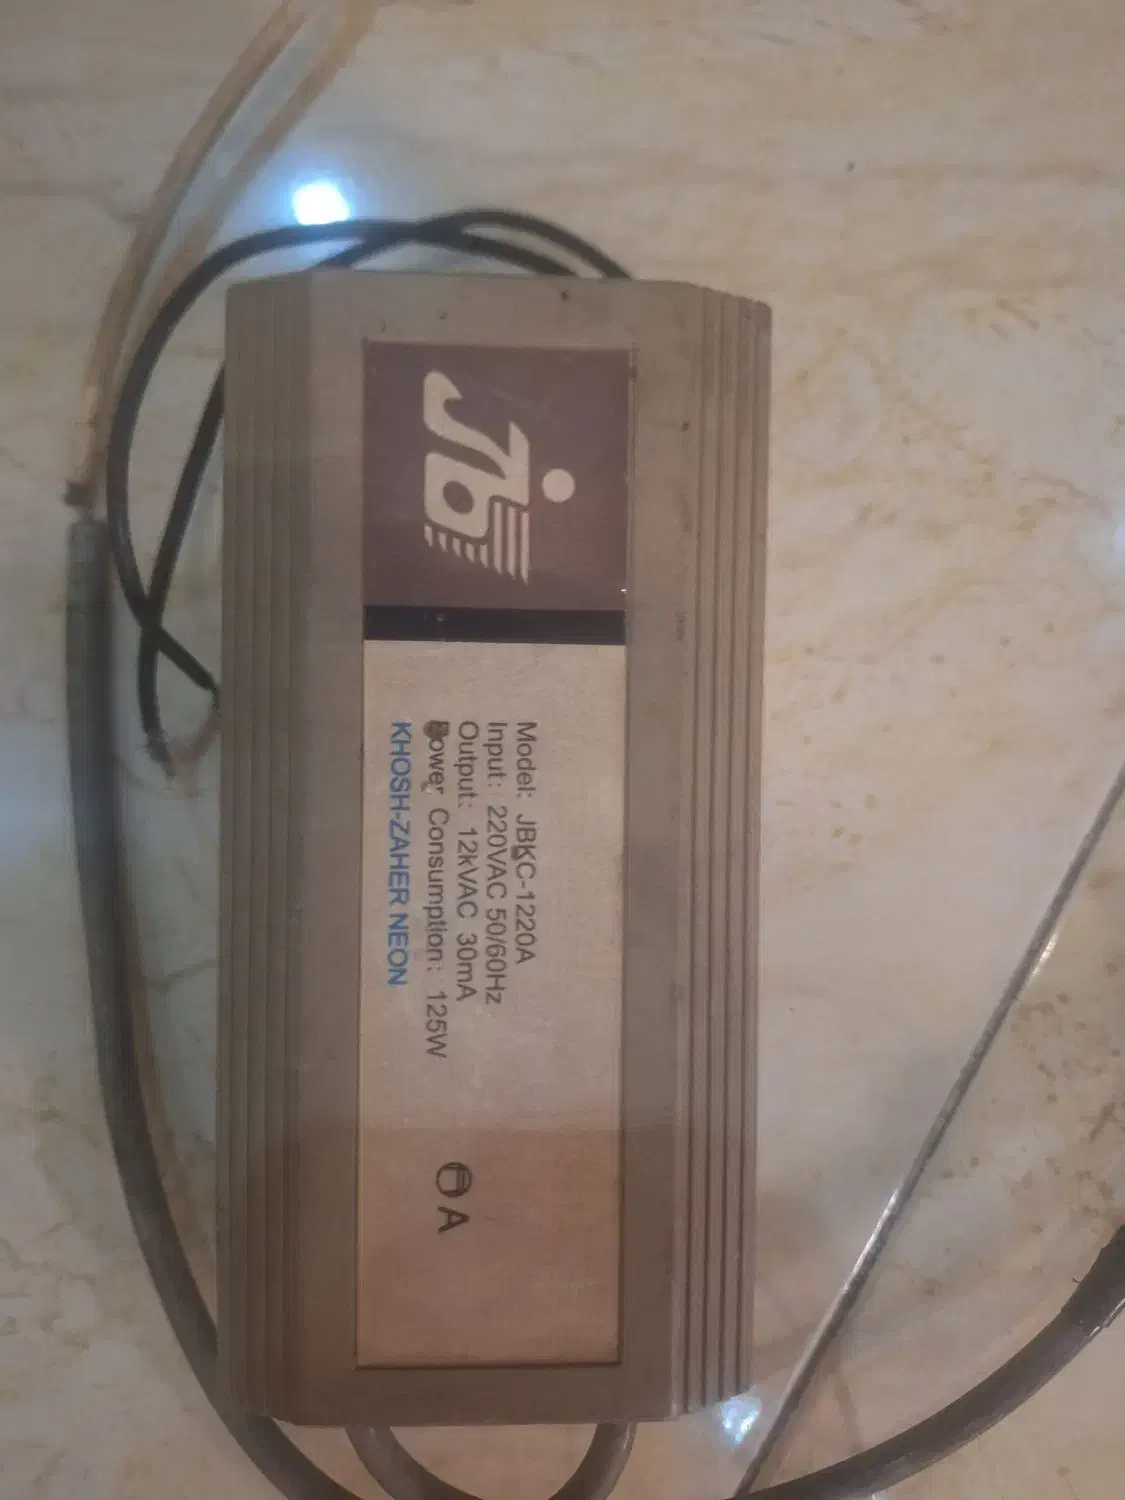 Jb
Model: JBKC-1220A
Input: 220VAC 50/60Hz
Output: 12kVAC 30mA
Power Consumption: 125W
KHOSH-ZAHER NEON
A